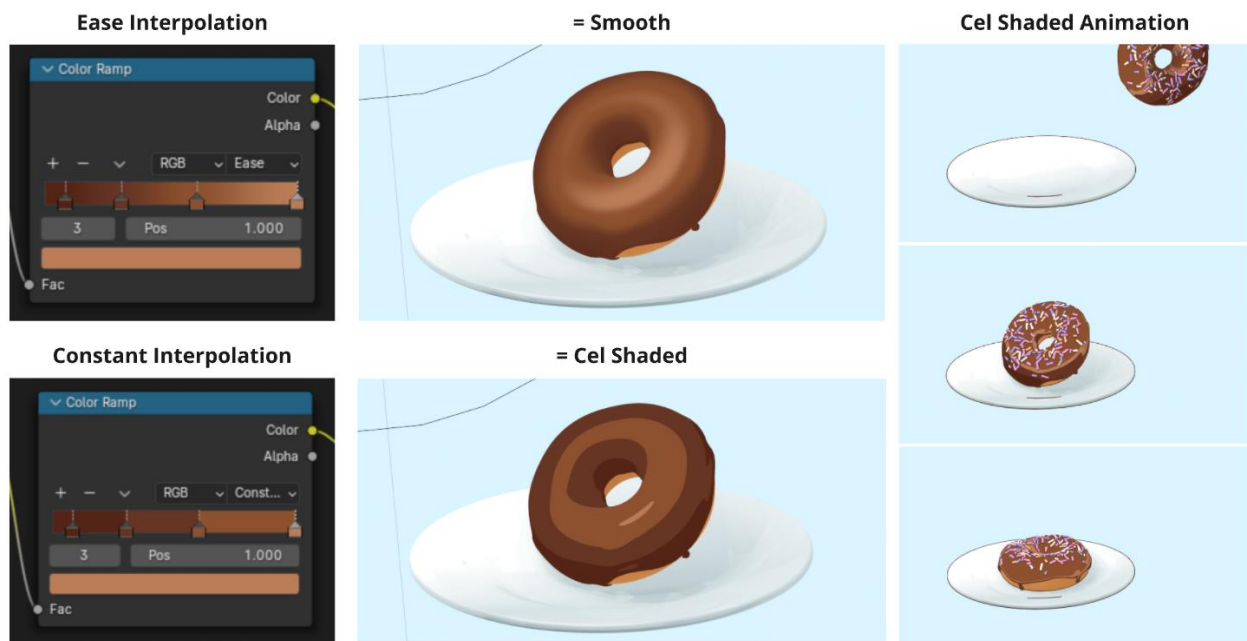 Ease Interpolation
= Smooth
Cel Shaded Animation
Color Ramp
Color
Alpha
RGB
Ease
3
Pos
1.000
Fac
Constant Interpolation
= Cel Shaded
Color Ramp
Color
Alpha
RGB
Const...
3
Pos
1.000
Fac